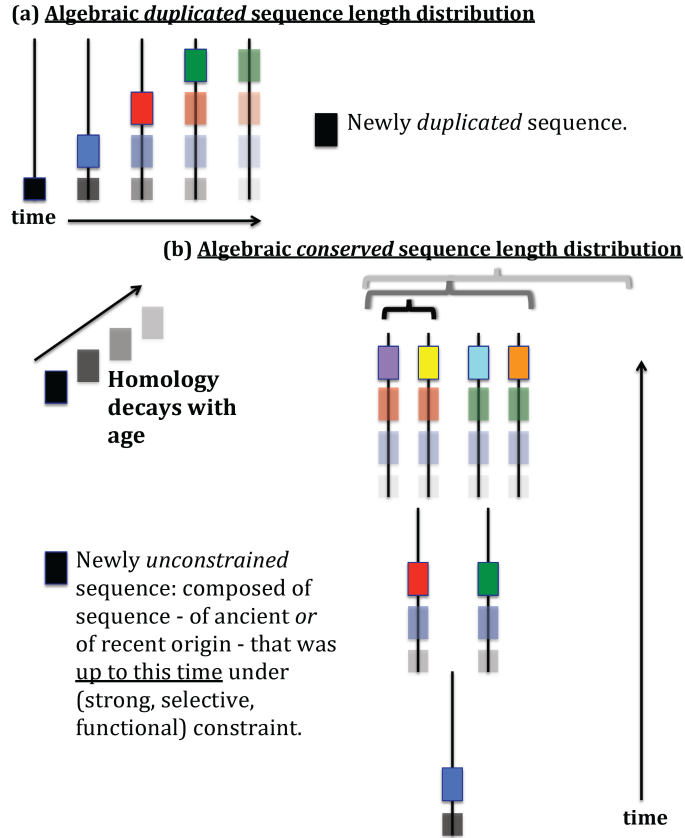 (a) Algebraic duplicated sequence length distribution
Newly duplicated sequence.
time
(b) Algebraic conserved sequence length distribution
Homology
decays with
age
Newly unconstrained
sequence: composed of
sequence - of ancient or
of recent origin - that was
up to this time under
(strong, selective,
functional) constraint.
time